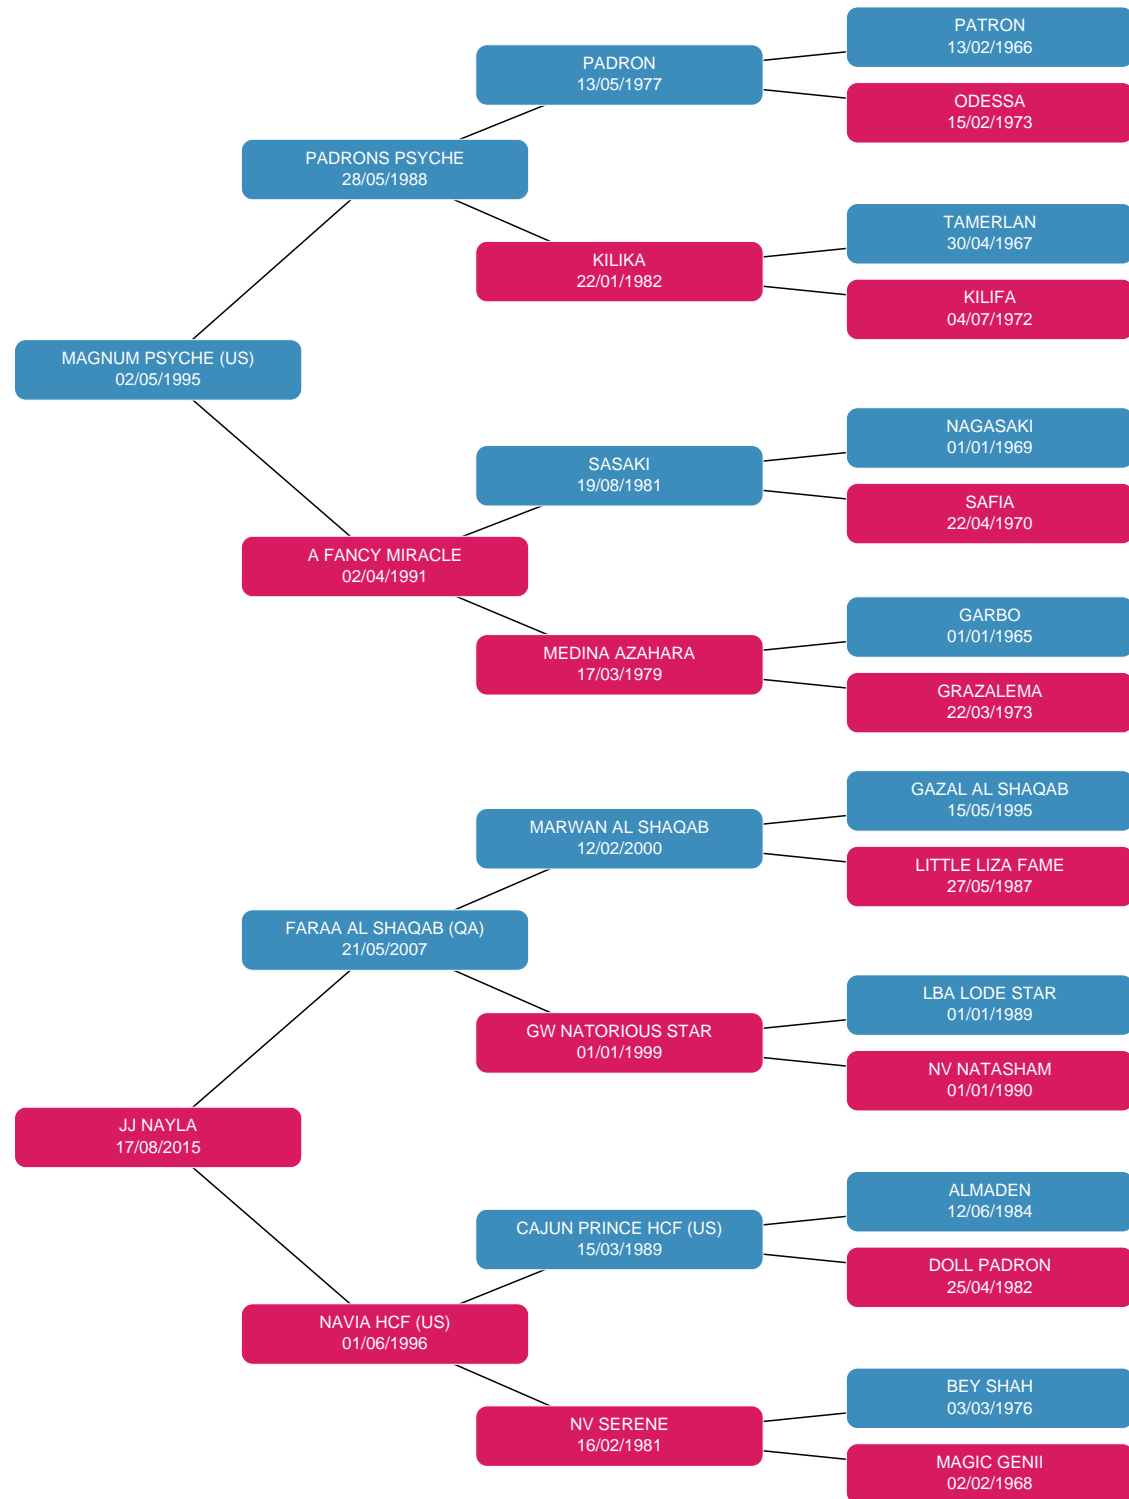 PATRON
13/02/1966
PADRON
13/05/1977
ODESSA
15/02/1973
PADRONS PSYCHE
28/05/1988
TAMERLAN
30/04/1967
KILIKA
22/01/1982
KILIFA
04/07/1972
MAGNUM PSYCHE (US)
02/05/1995
NAGASAKI
01/01/1969
SASAKI
19/08/1981
SAFIA
22/04/1970
A FANCY MIRACLE
02/04/1991
GARBO
01/01/1965
MEDINA AZAHARA
17/03/1979
GRAZALEMA
22/03/1973
GAZAL AL SHAQAB
15/05/1995
MARWAN AL SHAQAB
12/02/2000
LITTLE LIZA FAME
27/05/1987
FARAA AL SHAQAB (QA)
21/05/2007
LBA LODE STAR
01/01/1989
GW NATORIOUS STAR
01/01/1999
NV NATASHAM
01/01/1990
JJ NAYLA
17/08/2015
ALMADEN
12/06/1984
CAJUN PRINCE HCF (US)
15/03/1989
DOLL PADRON
25/04/1982
NAVIA HCF (US)
01/06/1996
BEY SHAH
03/03/1976
NV SERENE
16/02/1981
MAGIC GENII
02/02/1968